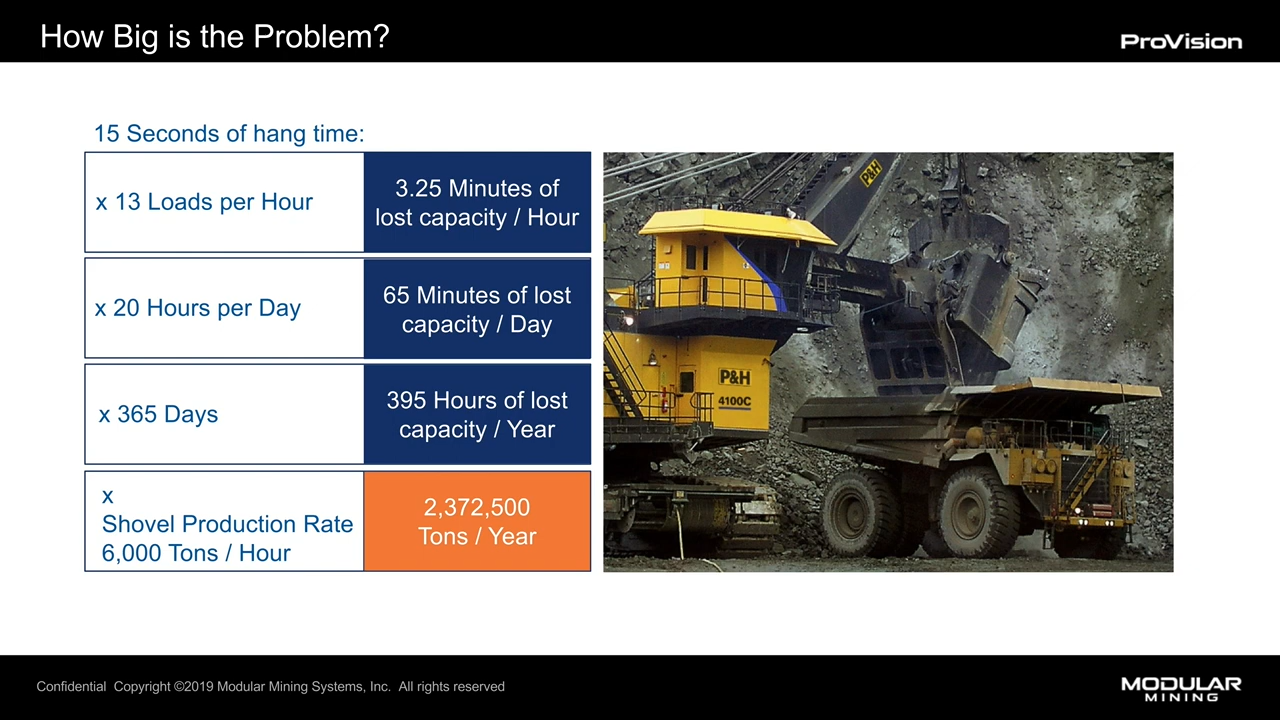 How Big is the Problem?
ProVision
15 Seconds of hang time:
x 13 Loads per Hour
3.25 Minutes of
lost capacity / Hour
x 20 Hours per Day
65 Minutes of lost
capacity / Day
x 365 Days
395 Hours of lost
capacity / Year
x
Shovel Production Rate
6,000 Tons / Hour
2,372,500
Tons / Year
P&H
P&H
4100C
Confidential Copyright ©2019 Modular Mining Systems, Inc. All rights reserved
MODULAR
MINING